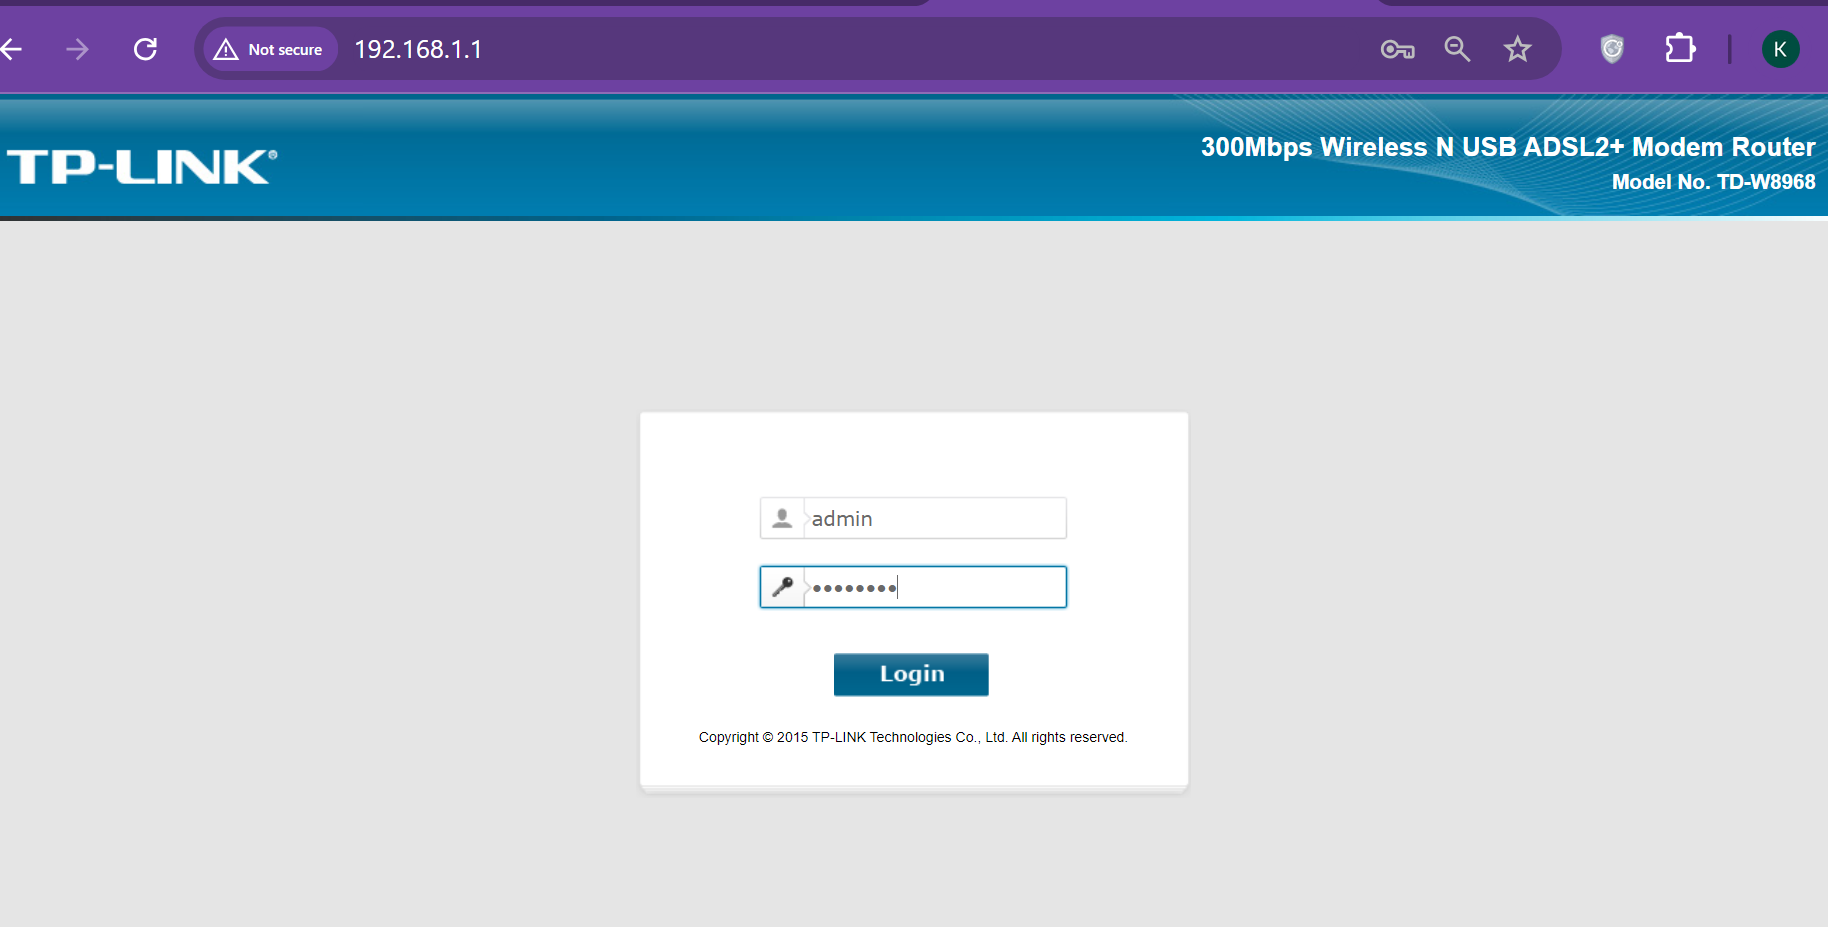 Not secure 192.168.1.1 K
TP-LINK®
300Mbps Wireless N USB ADSL2+ Modem Router
Model No. TD-W8968
admin
••••••••
Login
Copyright © 2015 TP-LINK Technologies Co., Ltd. All rights reserved.